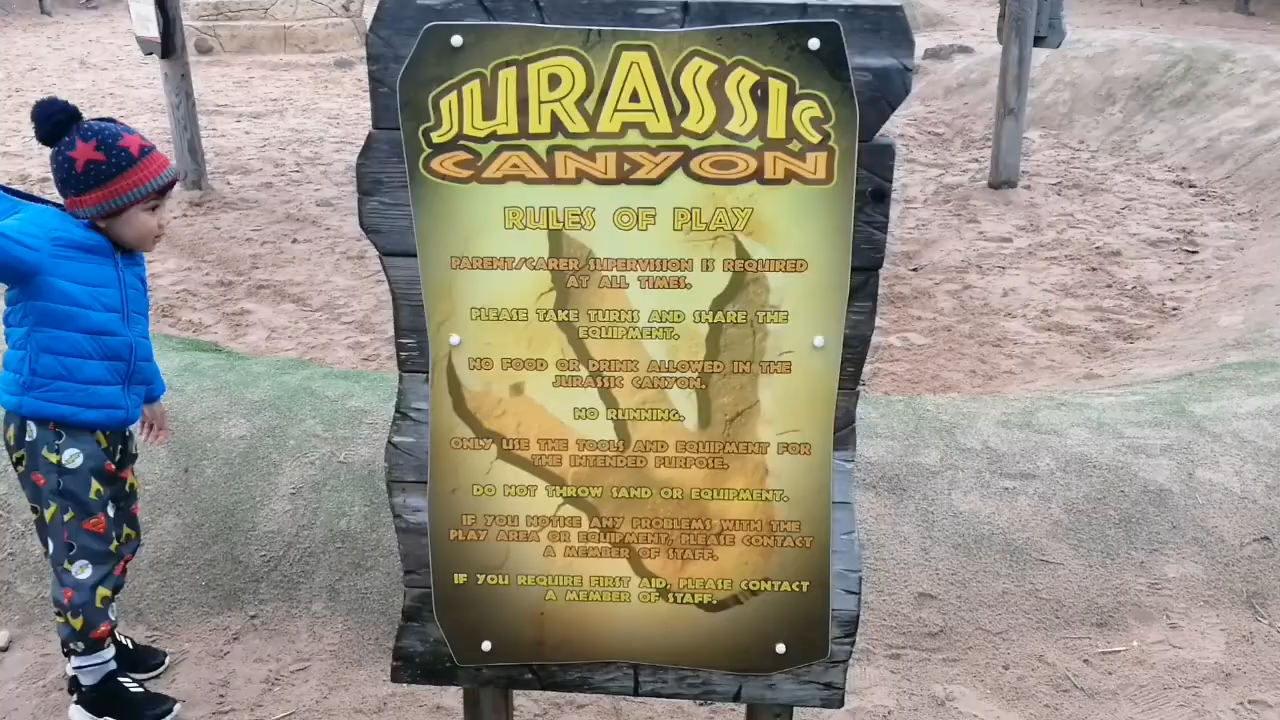 JURASSIC
CANYON
RULES OF PLAY
PARENT/CARER SUPERVISION IS REQUIRED
AT ALL TIMES.
PLEASE TAKE TURNS AND SHARE THE
EQUIPMENT.
NO FOOD OR DRINK ALLOWED IN THE
JURASSIC CANYON.
NO RUNNING.
ONLY USE THE TOOLS AND EQUIPMENT FOR
THE INTENDED PURPOSE.
DO NOT THROW SAND OR EQUIPMENT.
IF YOU NOTICE ANY PROBLEMS WITH THE
PLAY AREA OR EQUIPMENT, PLEASE CONTACT
A MEMBER OF STAFF.
IF YOU REQUIRE FIRST AID, PLEASE CONTACT
A MEMBER OF STAFF.